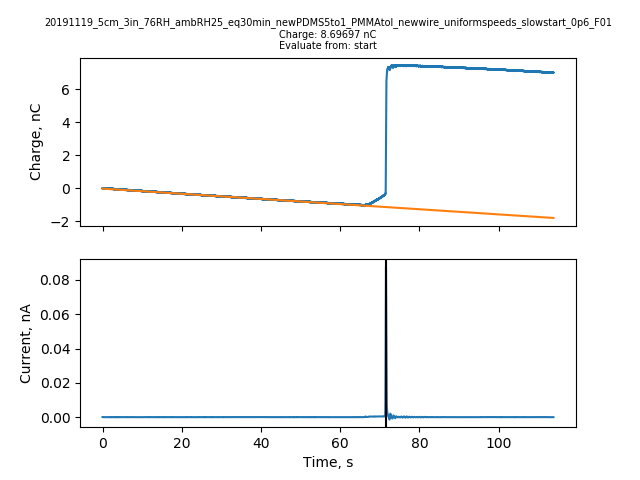 20191119_5cm_3in_76RH_ambRH25_eq30min_newPDMS5to1_PMMAtol_newwire_uniformspeeds_slowstart_0p6_F01
Charge: 8.69697 nC
Evaluate from: start
Charge, nC
6
4
2
0
−2
Current, nA
0.08
0.06
0.04
0.02
0.00
0 20 40 60 80 100
Time, s